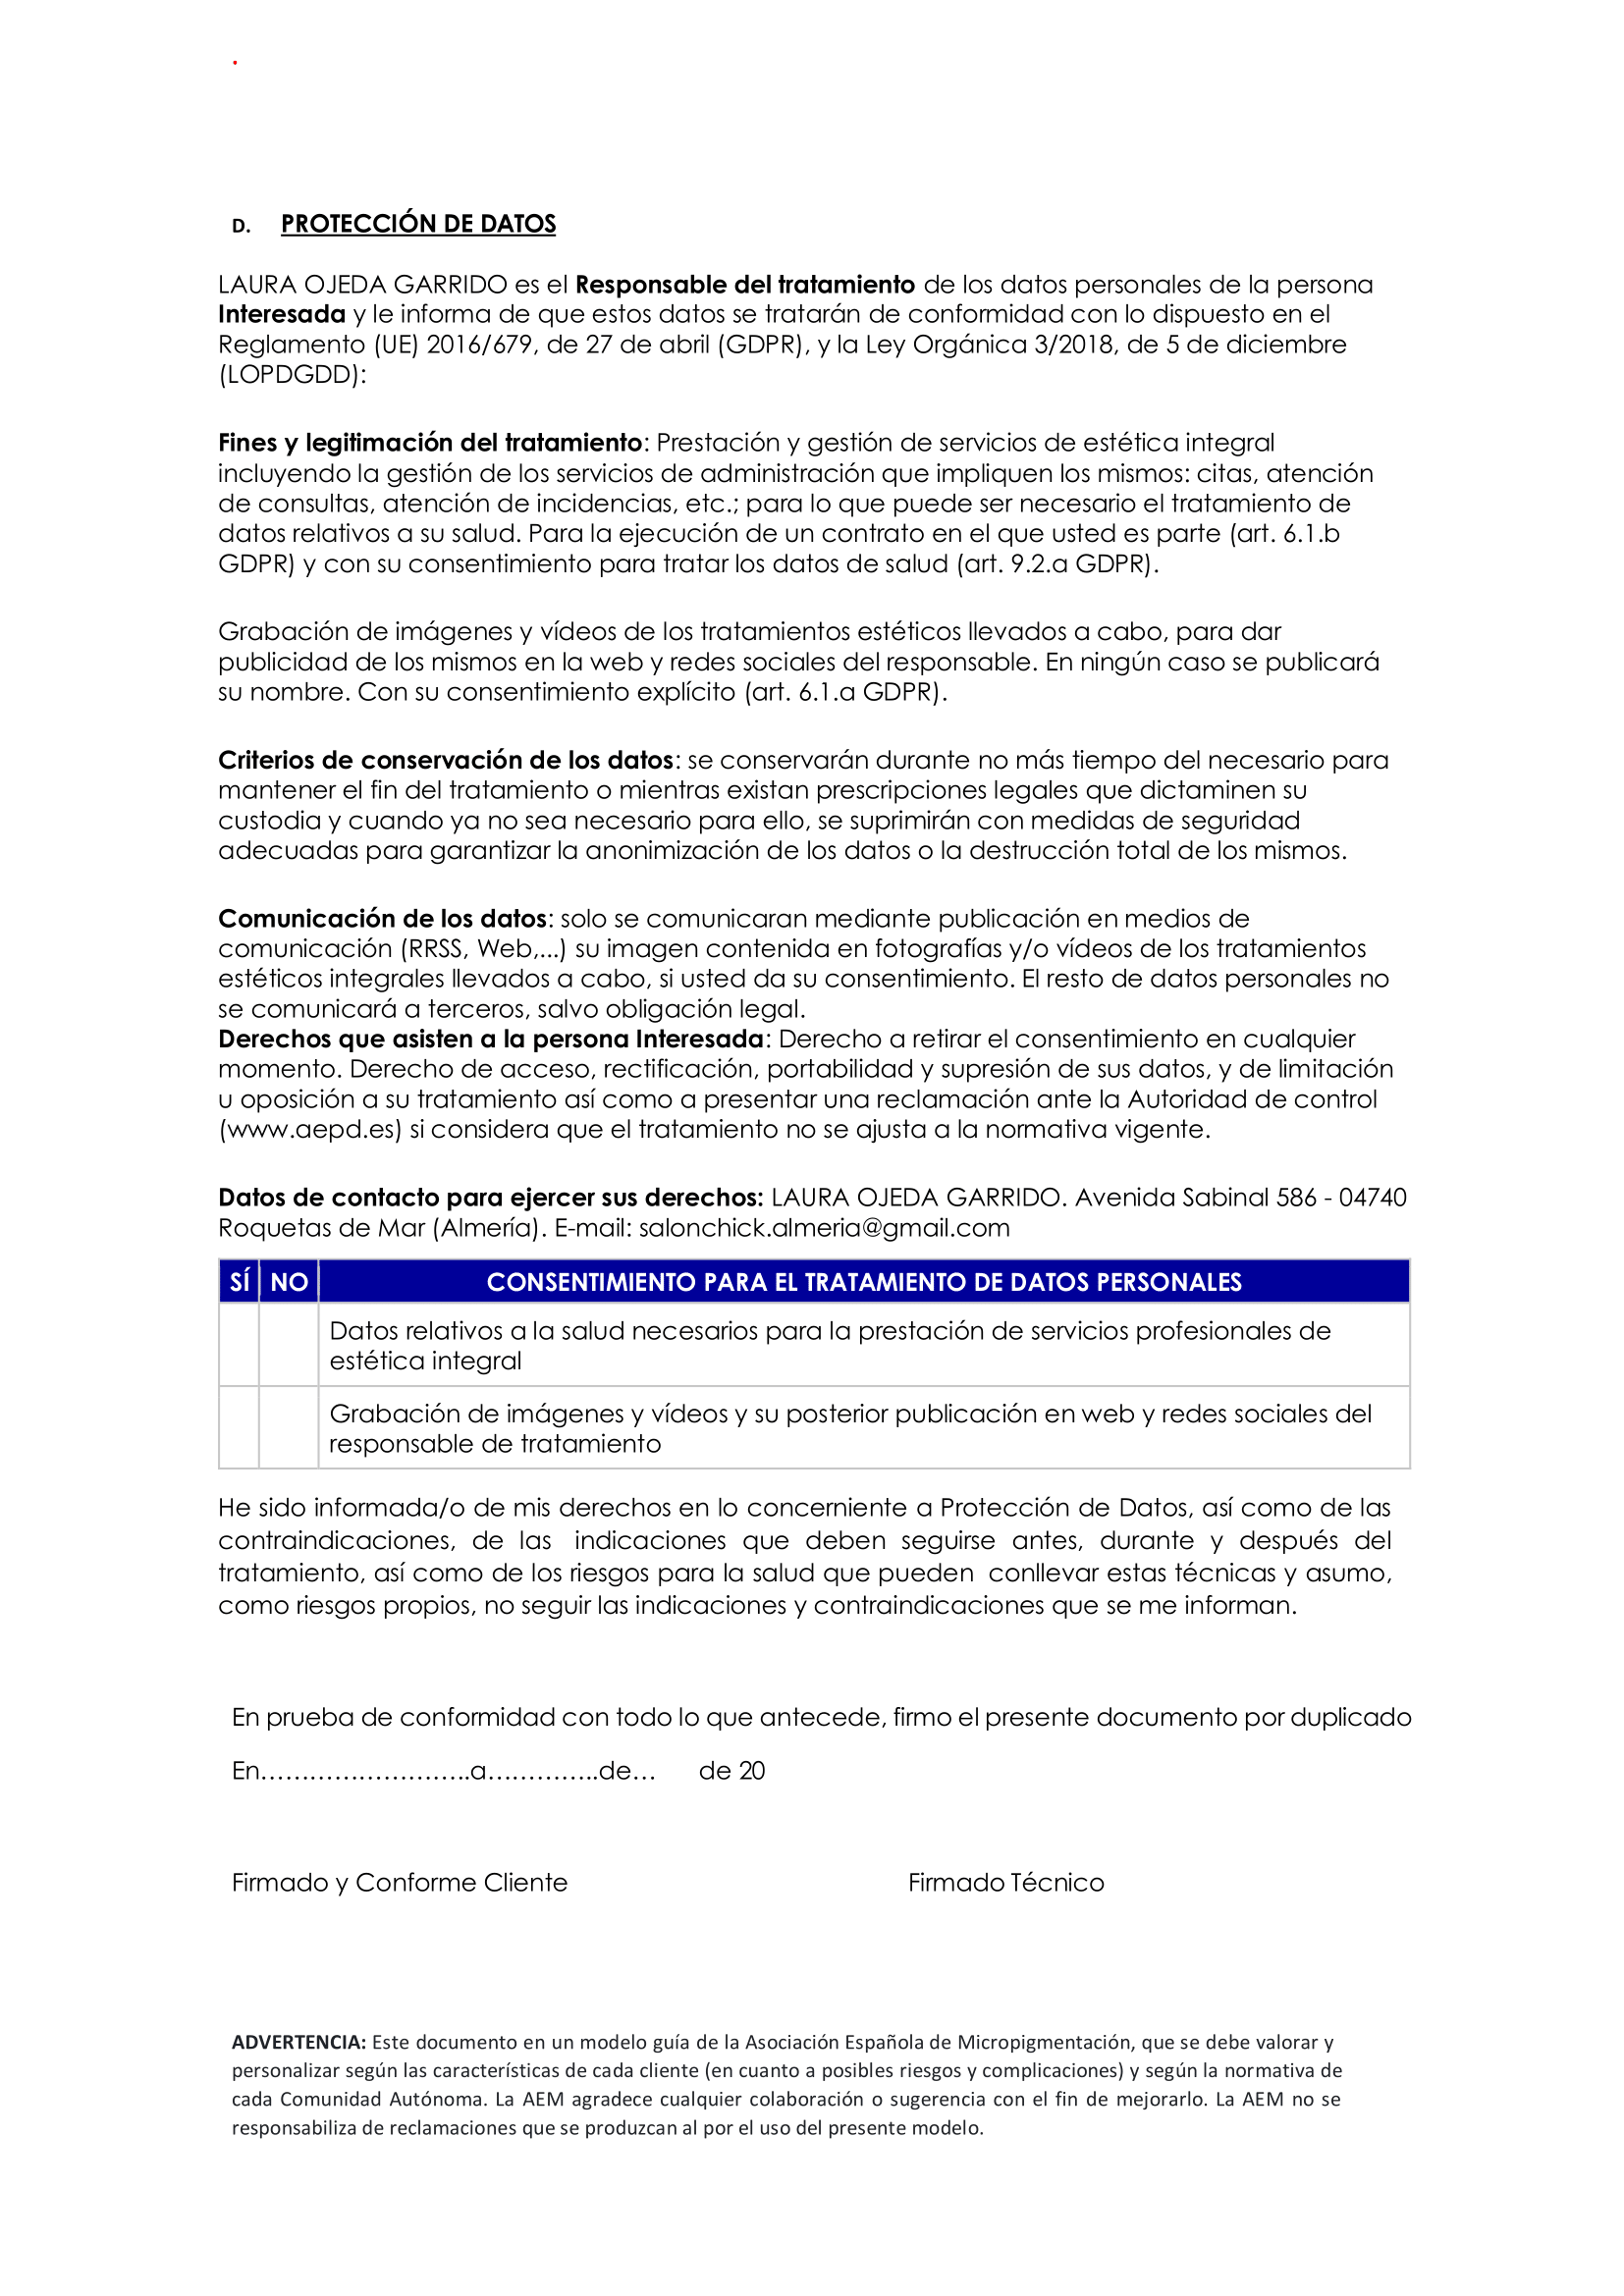 D. PROTECCIÓN DE DATOS
LAURA OJEDA GARRIDO es el Responsable del tratamiento de los datos personales de la persona
Interesada y le informa de que estos datos se tratarán de conformidad con lo dispuesto en el
Reglamento (UE) 2016/679, de 27 de abril (GDPR), y la Ley Orgánica 3/2018, de 5 de diciembre
(LOPDGDD):
Fines y legitimación del tratamiento: Prestación y gestión de servicios de estética integral
incluyendo la gestión de los servicios de administración que impliquen los mismos: citas, atención
de consultas, atención de incidencias, etc.; para lo que puede ser necesario el tratamiento de
datos relativos a su salud. Para la ejecución de un contrato en el que usted es parte (art. 6.1.b
GDPR) y con su consentimiento para tratar los datos de salud (art. 9.2.a GDPR).
Grabación de imágenes y vídeos de los tratamientos estéticos llevados a cabo, para dar
publicidad de los mismos en la web y redes sociales del responsable. En ningún caso se publicará
su nombre. Con su consentimiento explícito (art. 6.1.a GDPR).
Criterios de conservación de los datos: se conservarán durante no más tiempo del necesario para
mantener el fin del tratamiento o mientras existan prescripciones legales que dictaminen su
custodia y cuando ya no sea necesario para ello, se suprimirán con medidas de seguridad
adecuadas para garantizar la anonimización de los datos o la destrucción total de los mismos.
Comunicación de los datos: solo se comunicaran mediante publicación en medios de
comunicación (RRSS, Web,...) su imagen contenida en fotografías y/o vídeos de los tratamientos
estéticos integrales llevados a cabo, si usted da su consentimiento. El resto de datos personales no
se comunicará a terceros, salvo obligación legal.
Derechos que asisten a la persona Interesada: Derecho a retirar el consentimiento en cualquier
momento. Derecho de acceso, rectificación, portabilidad y supresión de sus datos, y de limitación
u oposición a su tratamiento así como a presentar una reclamación ante la Autoridad de control
(www.aepd.es) si considera que el tratamiento no se ajusta a la normativa vigente.
Datos de contacto para ejercer sus derechos: LAURA OJEDA GARRIDO. Avenida Sabinal 586 - 04740
Roquetas de Mar (Almería). E-mail: salonchick.almeria@gmail.com
SÍ NO CONSENTIMIENTO PARA EL TRATAMIENTO DE DATOS PERSONALES
Datos relativos a la salud necesarios para la prestación de servicios profesionales de
estética integral
Grabación de imágenes y vídeos y su posterior publicación en web y redes sociales del
responsable de tratamiento
He sido informada/o de mis derechos en lo concerniente a Protección de Datos, así como de las
contraindicaciones, de las indicaciones que deben seguirse antes, durante y después del
tratamiento, así como de los riesgos para la salud que pueden conllevar estas técnicas y asumo,
como riesgos propios, no seguir las indicaciones y contraindicaciones que se me informan.
En prueba de conformidad con todo lo que antecede, firmo el presente documento por duplicado
En……………………..a…………..de… de 20
Firmado y Conforme Cliente Firmado Técnico
ADVERTENCIA: Este documento en un modelo guía de la Asociación Española de Micropigmentación, que se debe valorar y
personalizar según las características de cada cliente (en cuanto a posibles riesgos y complicaciones) y según la normativa de
cada Comunidad Autónoma. La AEM agradece cualquier colaboración o sugerencia con el fin de mejorarlo. La AEM no se
responsabiliza de reclamaciones que se produzcan al por el uso del presente modelo.